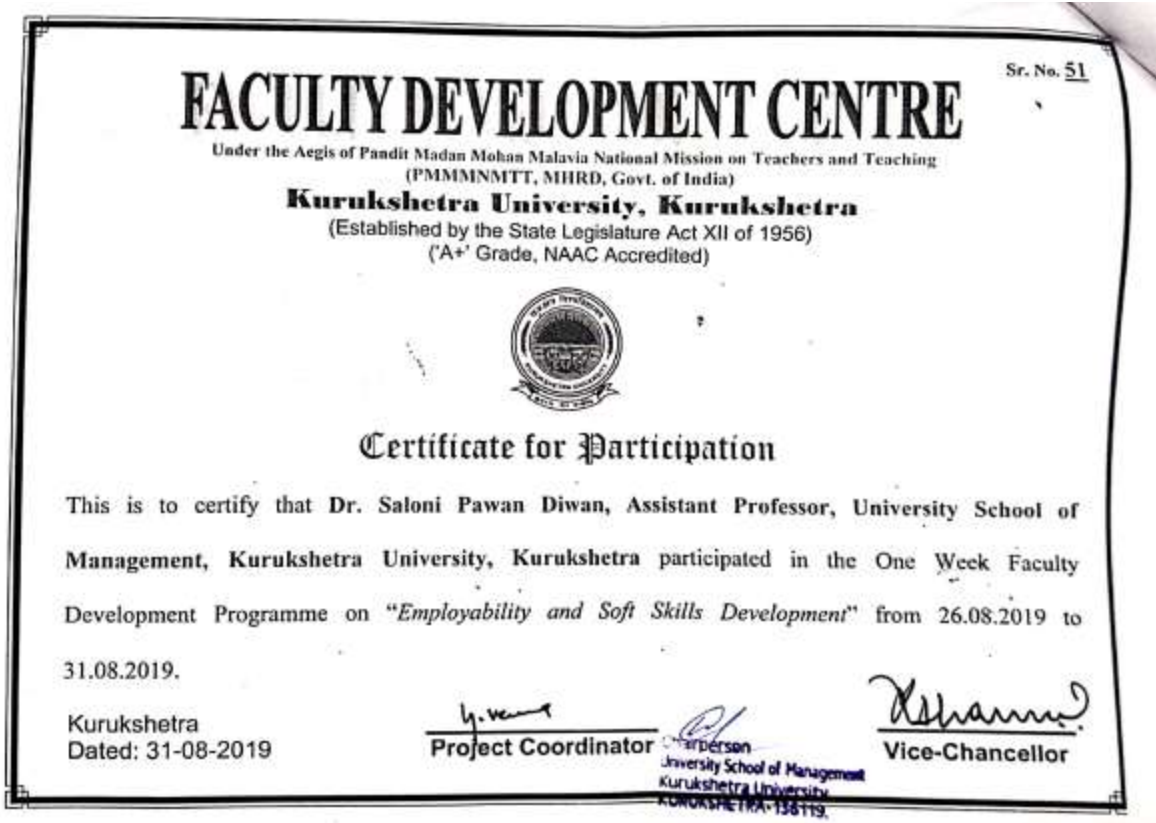 Sr. No. 51
FACULTY DEVELOPMENT CENTRE
Under the Aegis of Pandit Madan Mohan Malavia National Mission on Teachers and Teaching
(PMMMNMTT, MHRD, Govt. of India)
Kurukshetra University, Kurukshetra
(Established by the State Legislature Act XII of 1956)
('A+' Grade, NAAC Accredited)
KURUKSHETRA UNIVERSITY
Certificate for Participation
This is to certify that Dr. Saloni Pawan Diwan, Assistant Professor, University School of
Management, Kurukshetra University, Kurukshetra participated in the One Week Faculty
Development Programme on “Employability and Soft Skills Development” from 26.08.2019 to
31.08.2019.
Kurukshetra
Dated: 31-08-2019
Project Coordinator
Chairperson
University School of Management
Kurukshetra University
KURUKSHETRA-136119.
Vice-Chancellor